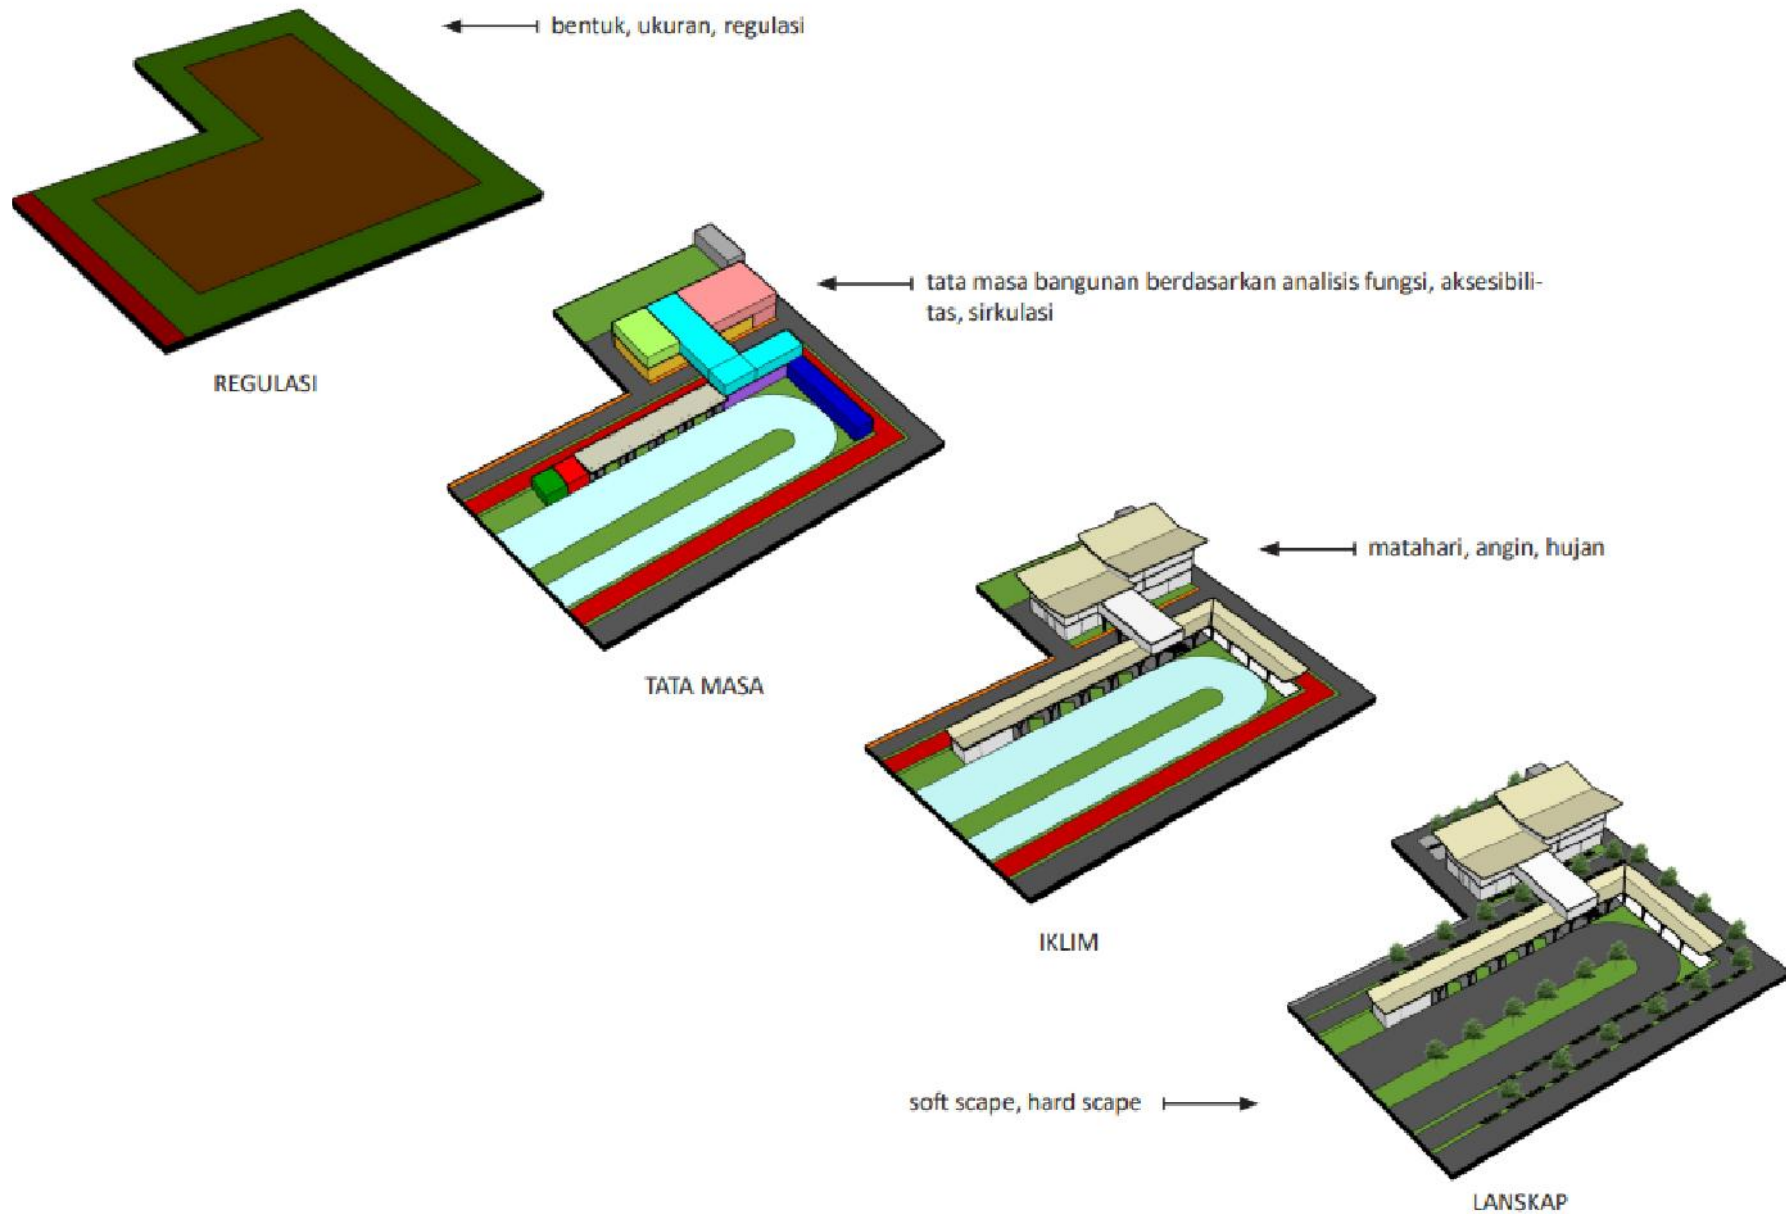 bentuk, ukuran, regulasi
REGULASI
tata masa bangunan berdasarkan analisis fungsi, aksesibili-
tas, sirkulasi
TATA MASA
matahari, angin, hujan
IKLIM
soft scape, hard scape
LANSKAP